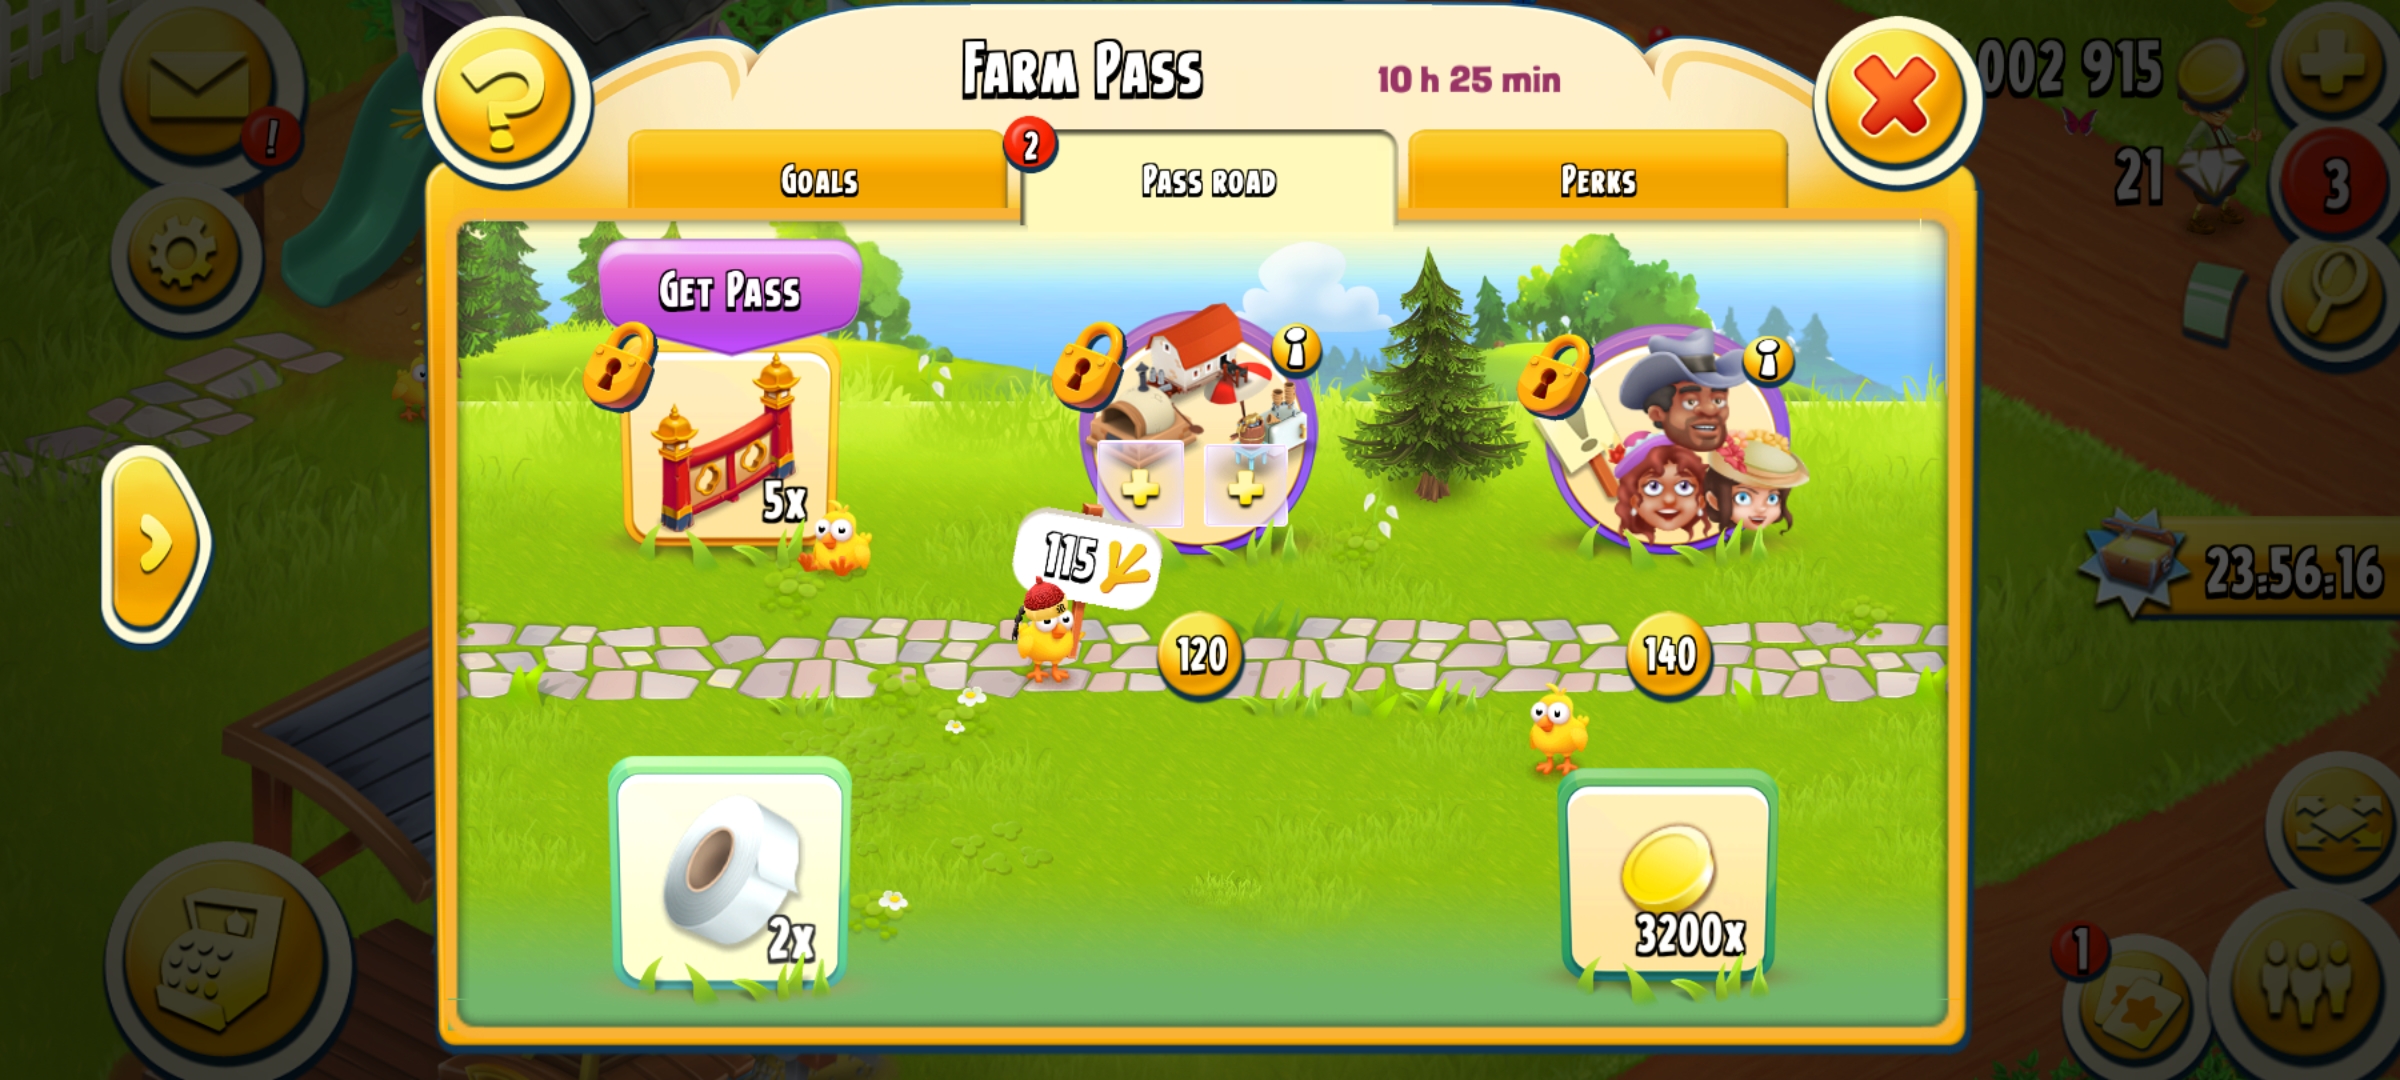 FARM PASS
10 h 25 min
002 915
!
2
GOALS
PASS ROAD
PERKS
21
3
GET PASS
5x
115
120
140
23:56:16
2x
3200x
1